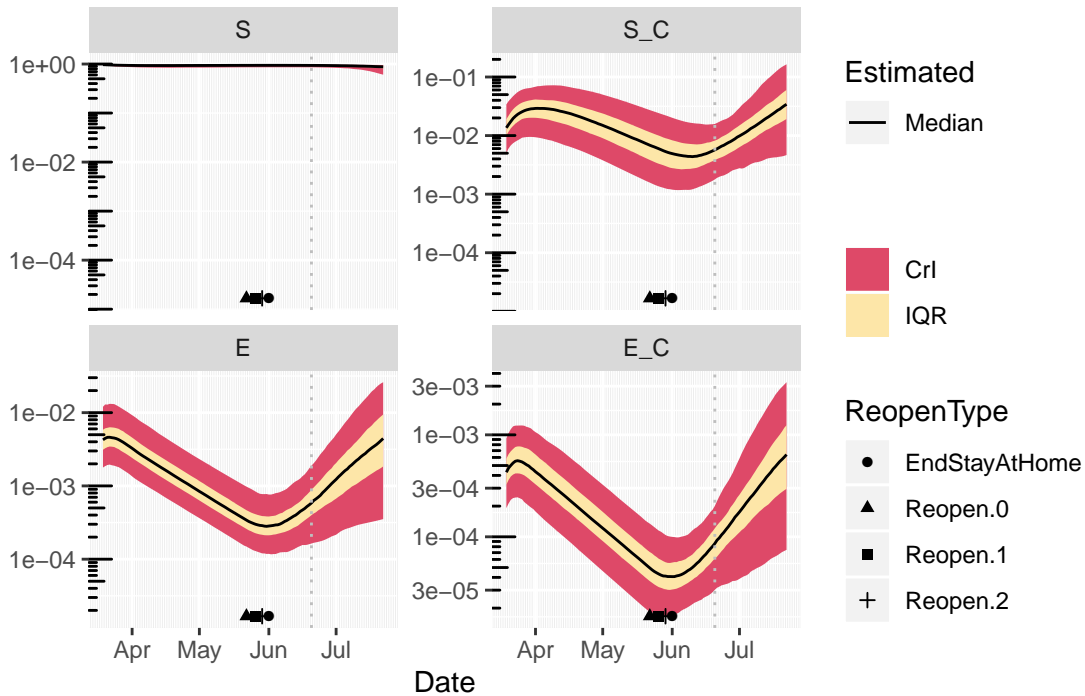 S
S_C
1e+00
1e−02
1e−04
1e−01
1e−02
1e−03
1e−04
E
E_C
1e−02
1e−03
1e−04
3e−03
1e−03
3e−04
1e−04
3e−05
Apr May Jun Jul
Apr May Jun Jul
Date
Estimated
Median
CrI
IQR
ReopenType
EndStayAtHome
Reopen.0
Reopen.1
Reopen.2